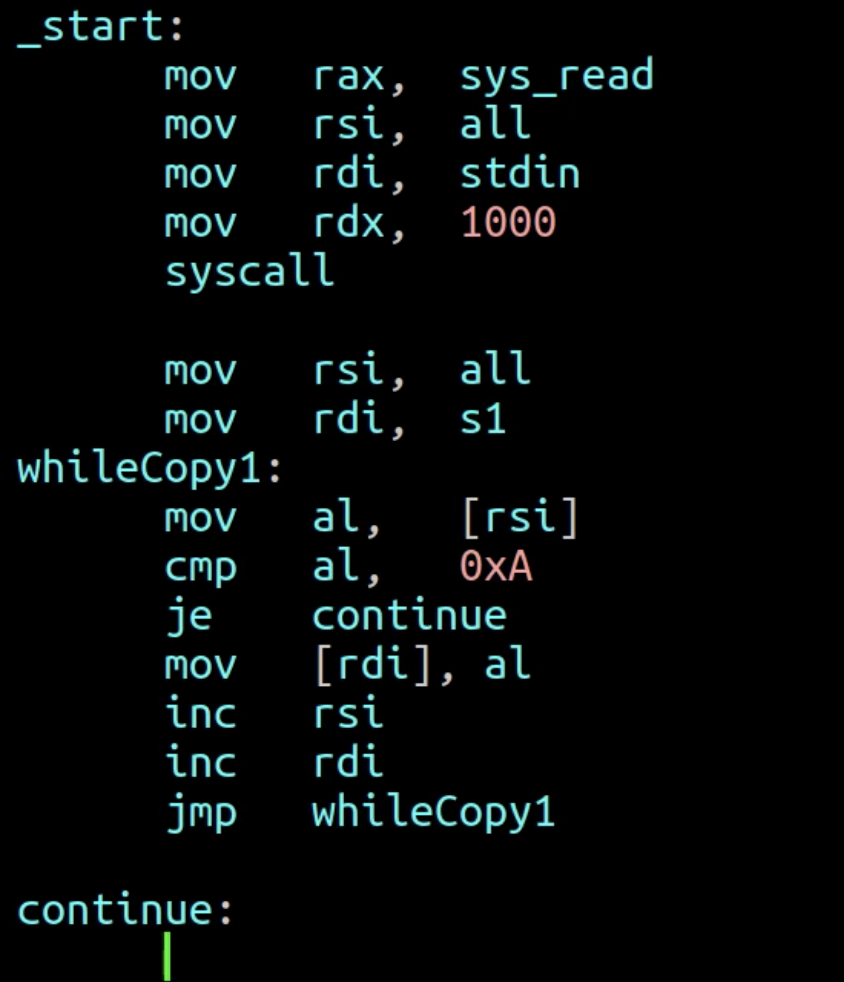 _start:
mov rax, sys_read
mov rsi, all
mov rdi, stdin
mov rdx, 1000
syscall
mov rsi, all
mov rdi, s1
whileCopy1:
mov al, [rsi]
cmp al, 0xA
je continue
mov [rdi], al
inc rsi
inc rdi
jmp whileCopy1
continue: